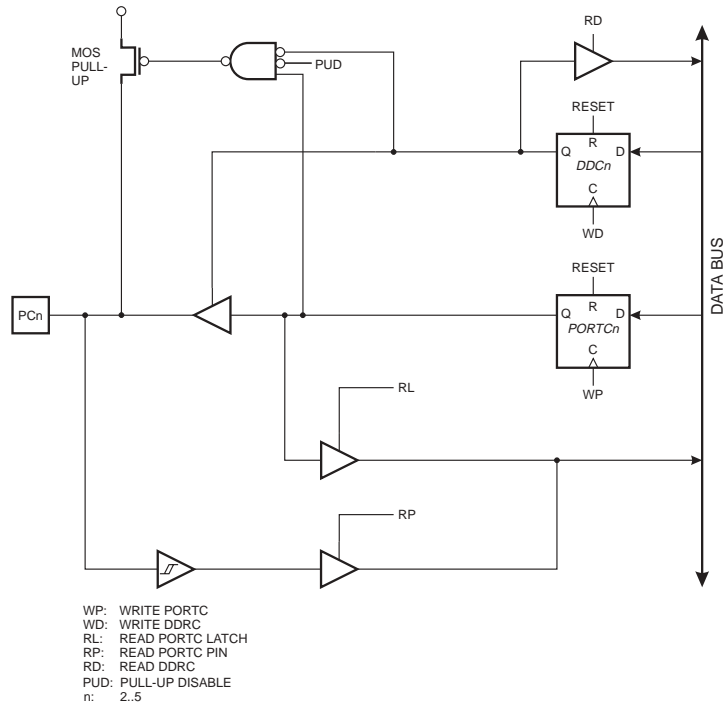 RD
MOS
PULL-
UP
PUD
RESET
R
Q
D
DDCn
C
WD
RESET
R
Q
D
PORTCn
C
WP
PCn
DATA BUS
RL
RP
WP: WRITE PORTC
WD: WRITE DDRC
RL: READ PORTC LATCH
RP: READ PORTC PIN
RD: READ DDRC
PUD: PULL-UP DISABLE
n: 2..5